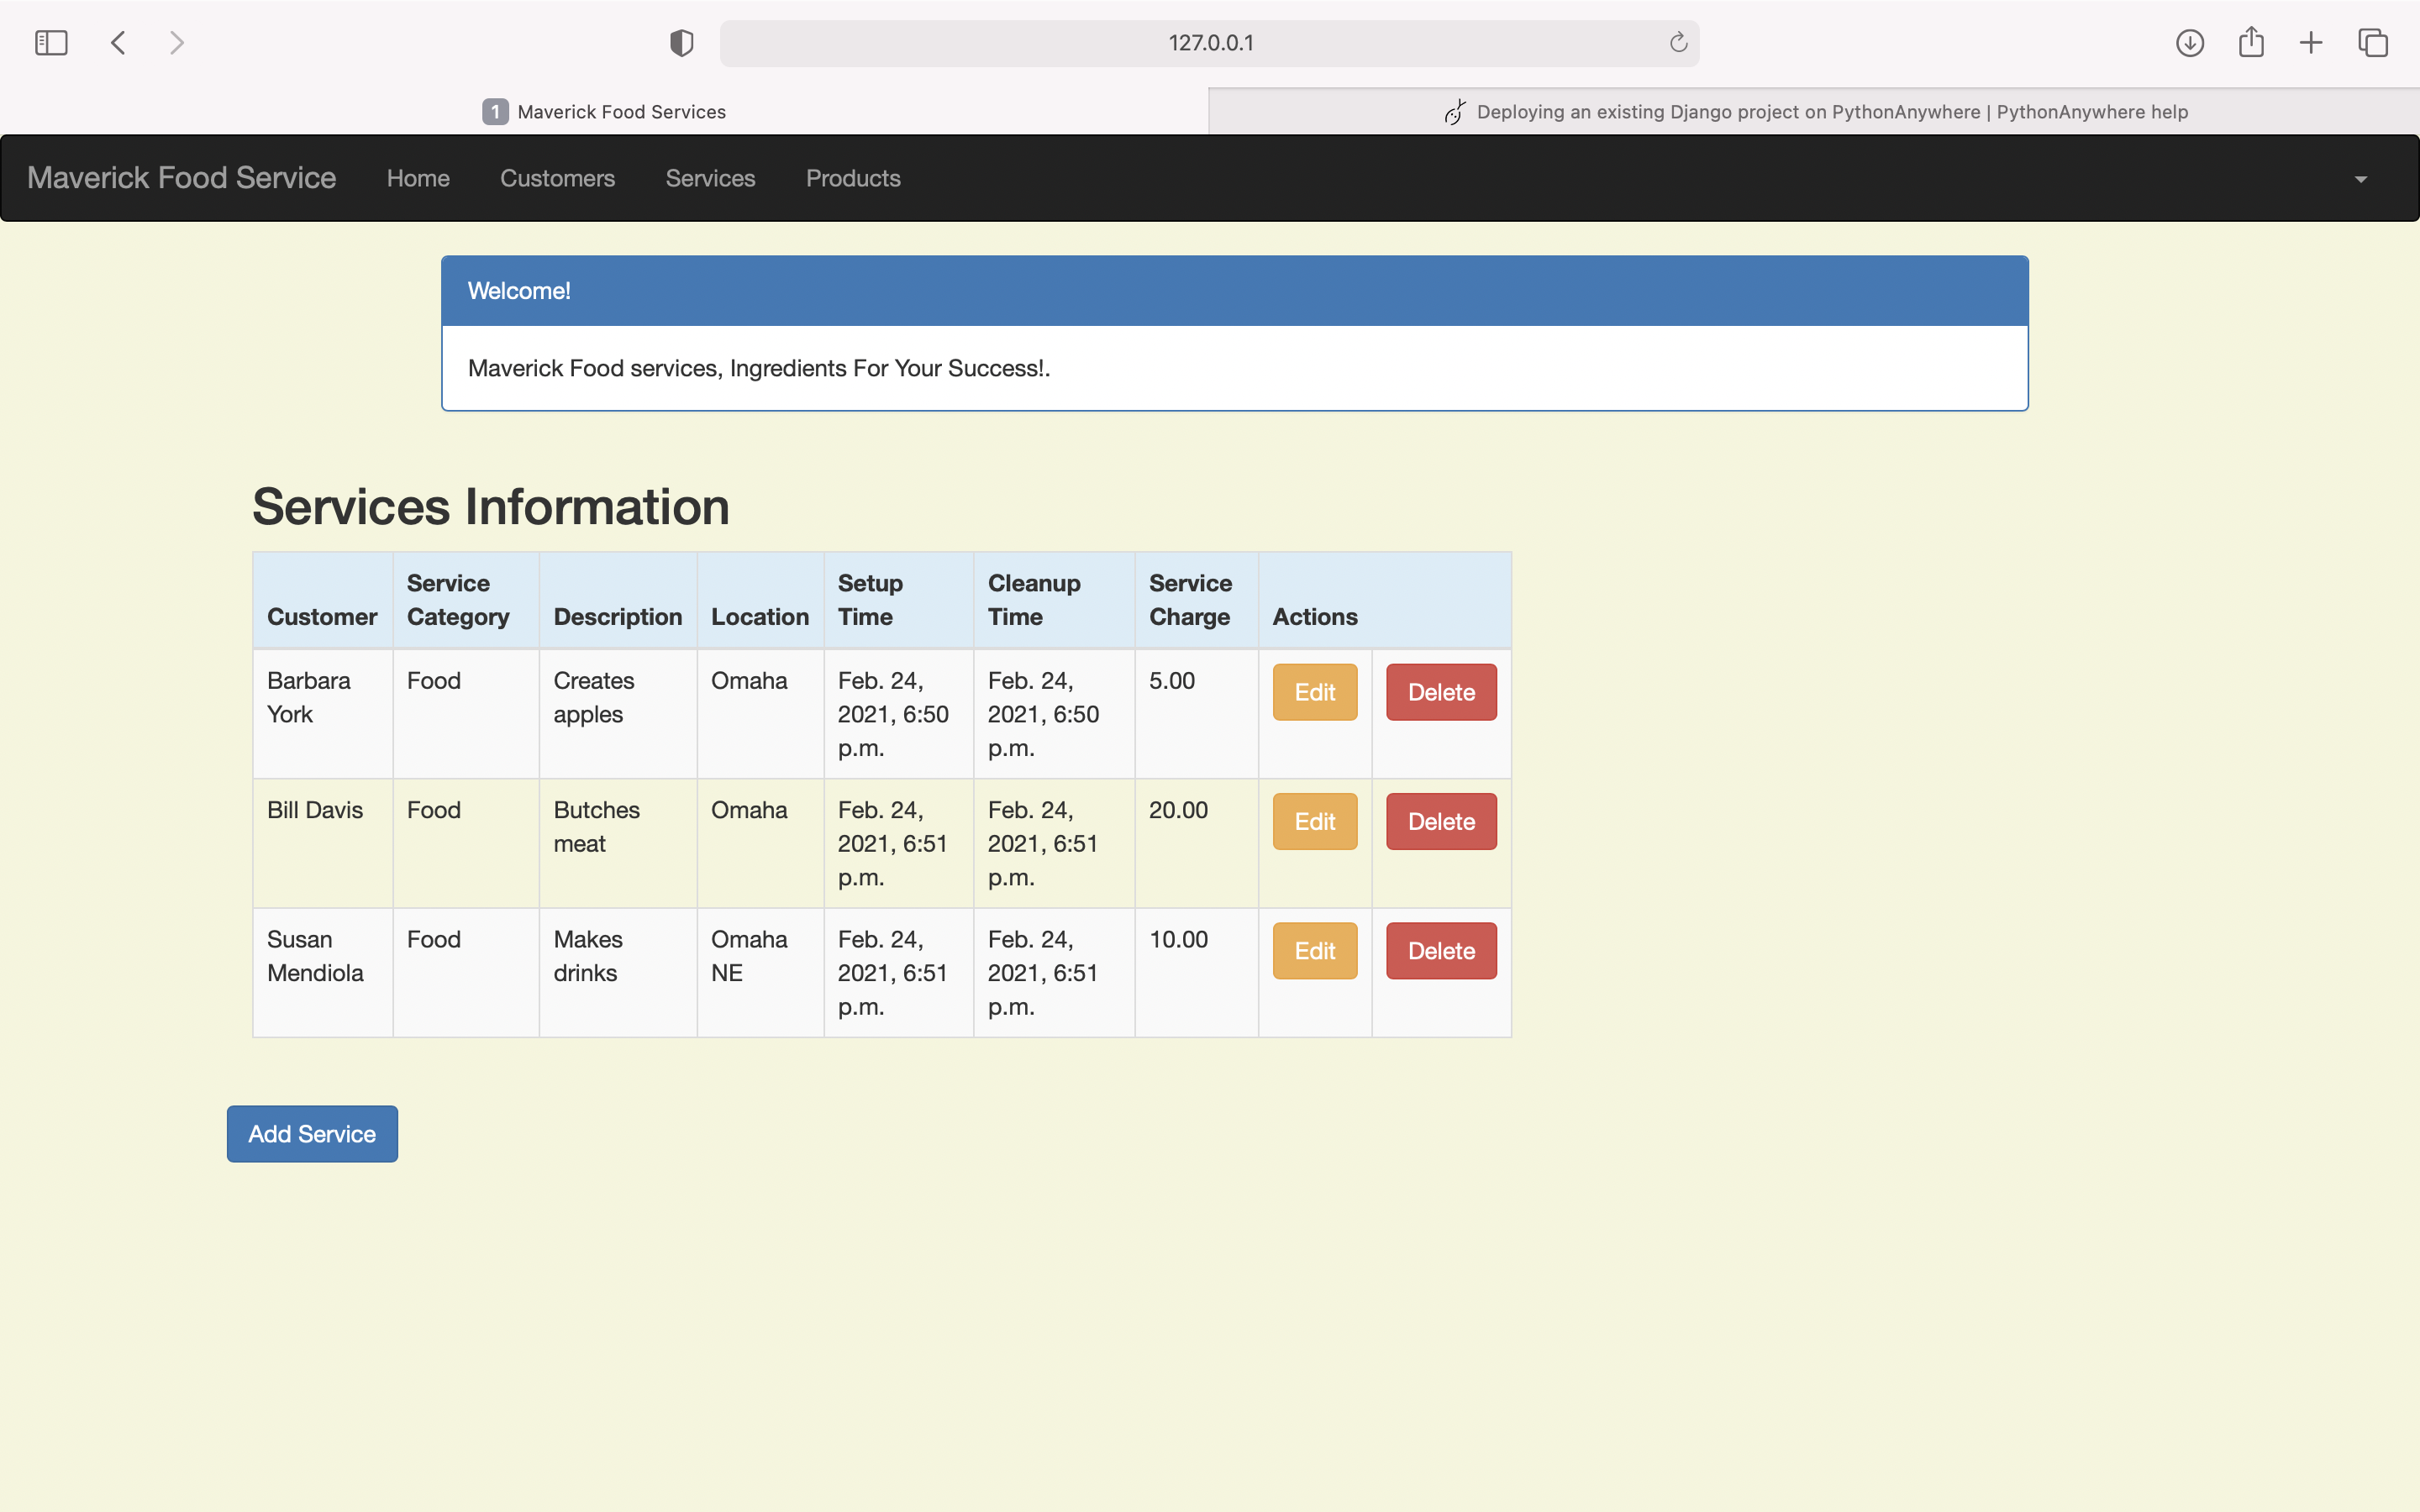 127.0.0.1
1 Maverick Food Services
Deploying an existing Django project on PythonAnywhere | PythonAnywhere help
Maverick Food Service Home Customers Services Products
Welcome!
Maverick Food services, Ingredients For Your Success!.
Services Information
Customer
Service
Category
Description
Location
Setup
Time
Cleanup
Time
Service
Charge
Actions
Barbara
York
Food
Creates
apples
Omaha
Feb. 24,
2021, 6:50
p.m.
Feb. 24,
2021, 6:50
p.m.
5.00
Edit
Delete
Bill Davis
Food
Butches
meat
Omaha
Feb. 24,
2021, 6:51
p.m.
Feb. 24,
2021, 6:51
p.m.
20.00
Edit
Delete
Susan
Mendiola
Food
Makes
drinks
Omaha
NE
Feb. 24,
2021, 6:51
p.m.
Feb. 24,
2021, 6:51
p.m.
10.00
Edit
Delete
Add Service